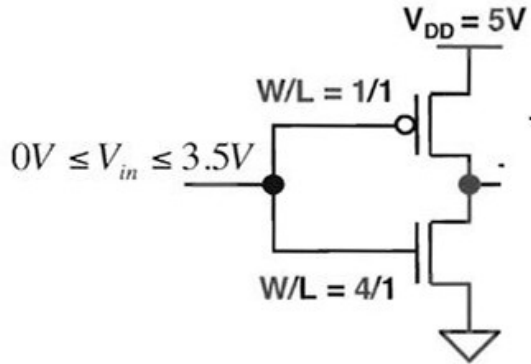 V_DD = 5V
W/L = 1/1
0V ≤ V_in ≤ 3.5V
W/L = 4/1